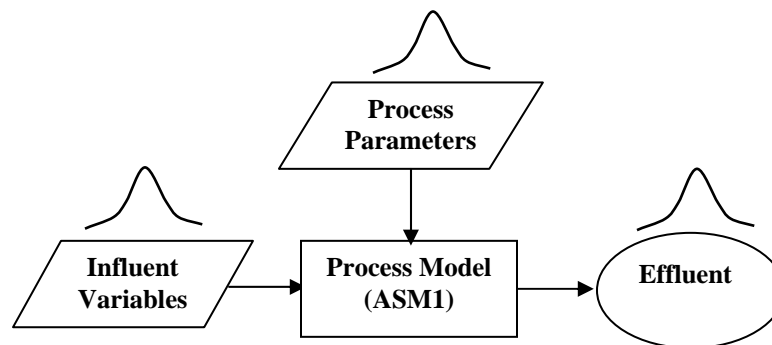 Process
Parameters
Influent
Variables
Process Model
(ASM1)
Effluent